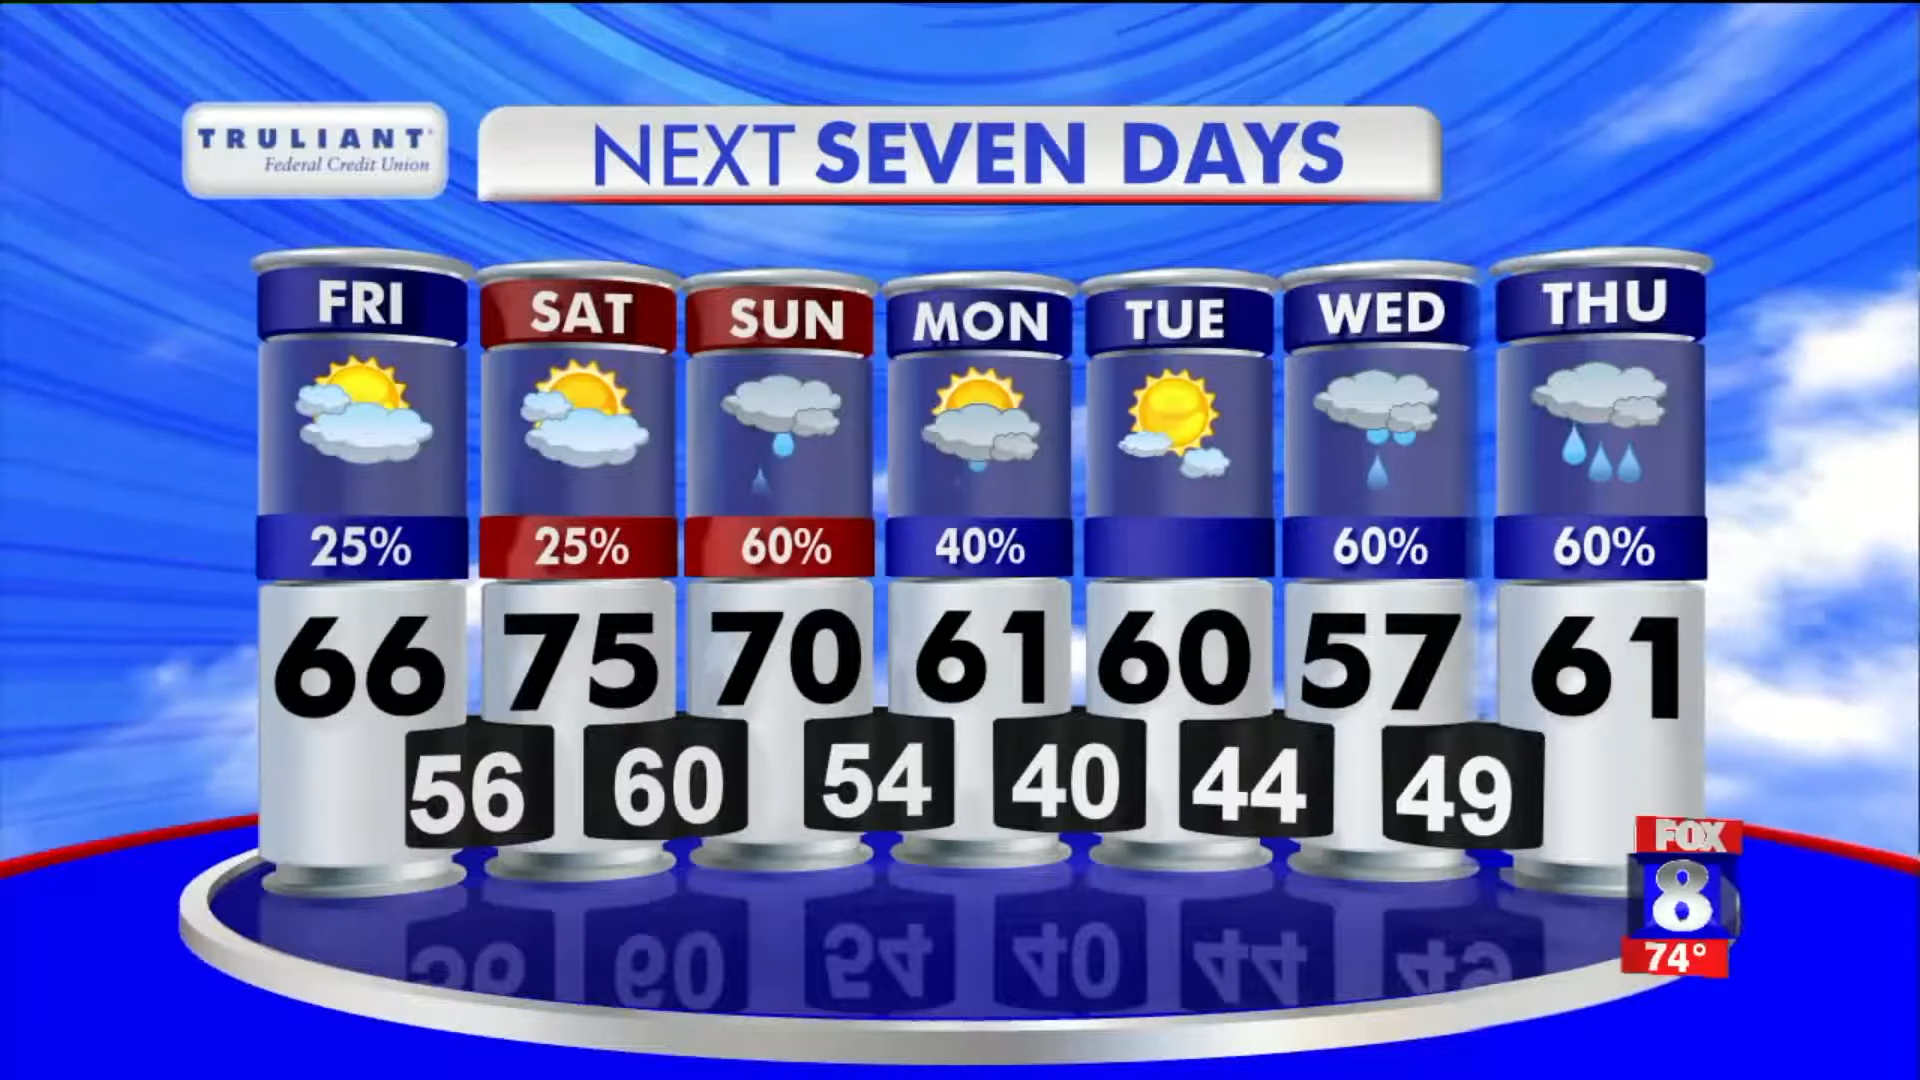 TRULIANT
Federal Credit Union
NEXT SEVEN DAYS
FRI SAT SUN MON TUE WED THU
25% 25% 60% 40% 60% 60%
66 75 70 61 60 57 61
56 60 54 40 44 49
FOX
8
74°